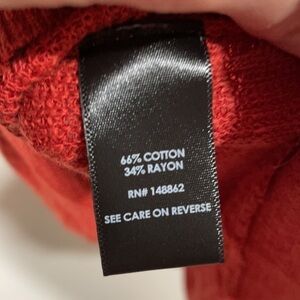 66% COTTON
34% RAYON
RN# 148862
SEE CARE ON REVERSE